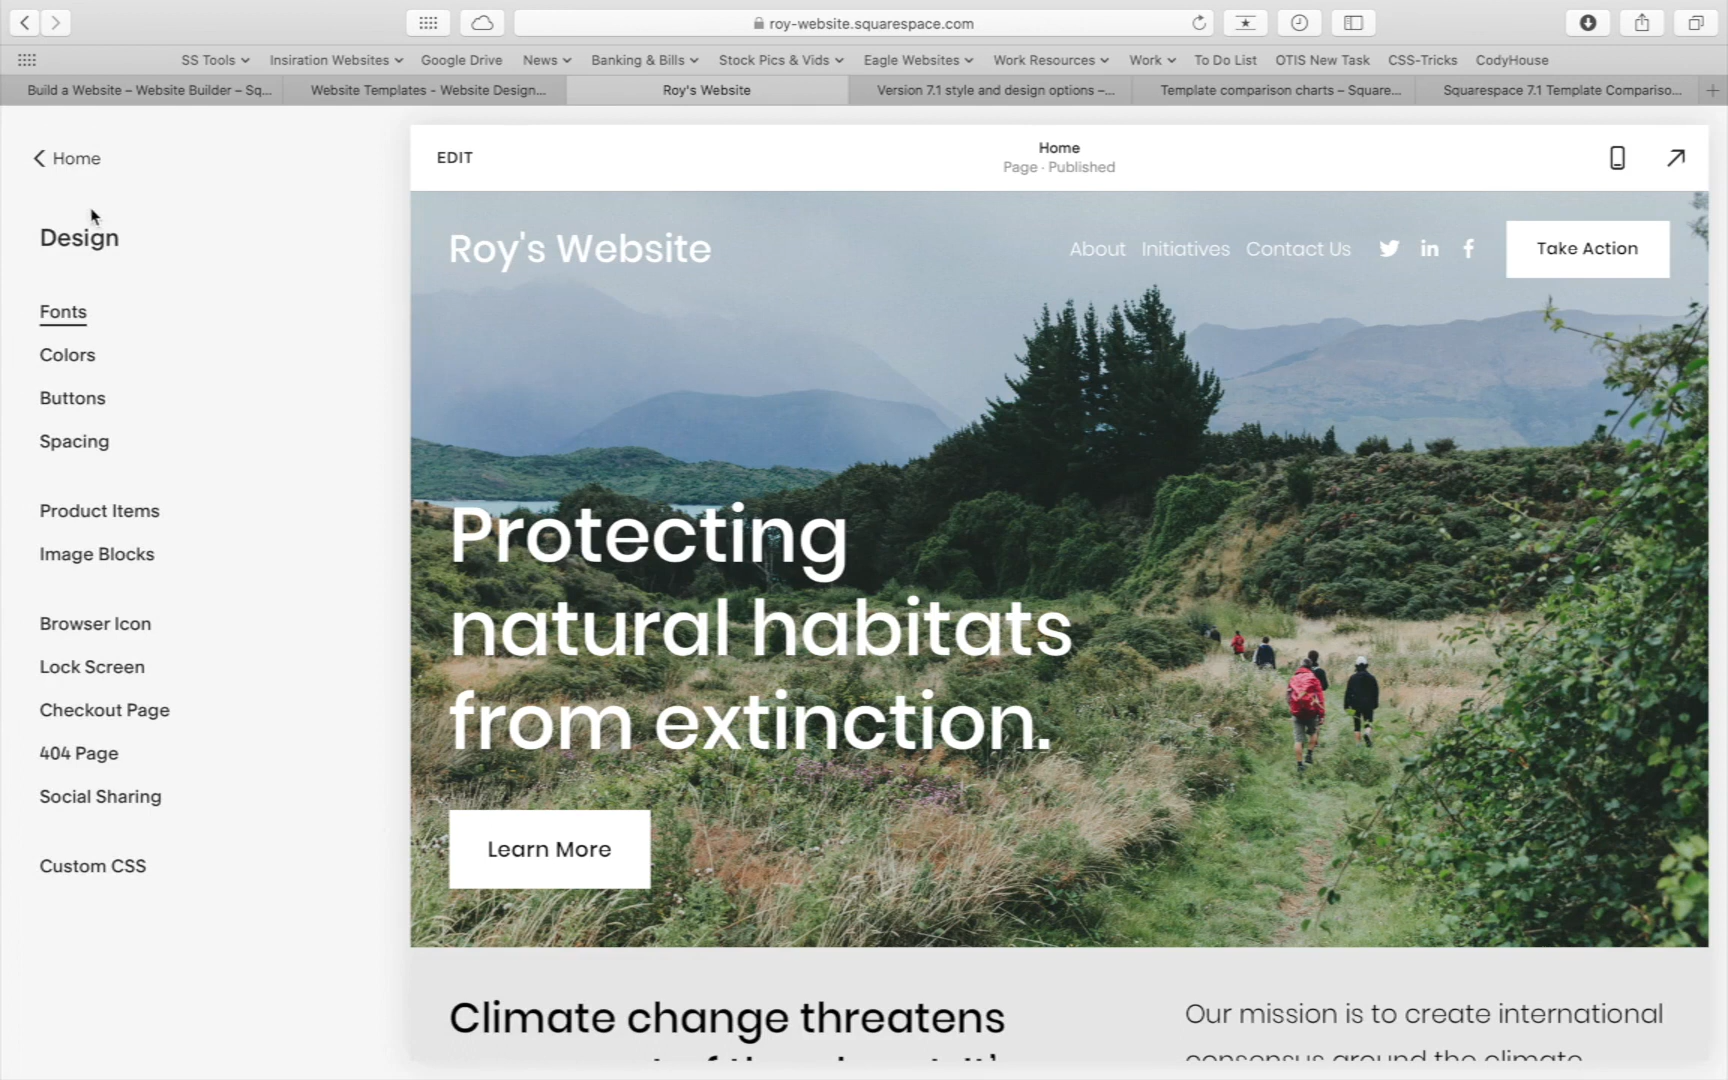 roy-website.squarespace.com
SS Tools
Insiration Websites
Google Drive
News
Banking & Bills
Stock Pics & Vids
Eagle Websites
Work Resources
Work
To Do List
OTIS New Task
CSS-Tricks
CodyHouse
Build a Website – Website Builder – Sq...
Website Templates - Website Design...
Roy's Website
Version 7.1 style and design options –...
Template comparison charts – Square...
Squarespace 7.1 Template Compariso...
Home
Design
Fonts
Colors
Buttons
Spacing
Product Items
Image Blocks
Browser Icon
Lock Screen
Checkout Page
404 Page
Social Sharing
Custom CSS
EDIT
Home
Page · Published
Roy's Website
About
Initiatives
Contact Us
Take Action
Protecting
natural habitats
from extinction.
Learn More
Climate change threatens
Our mission is to create international
consensus around the climate